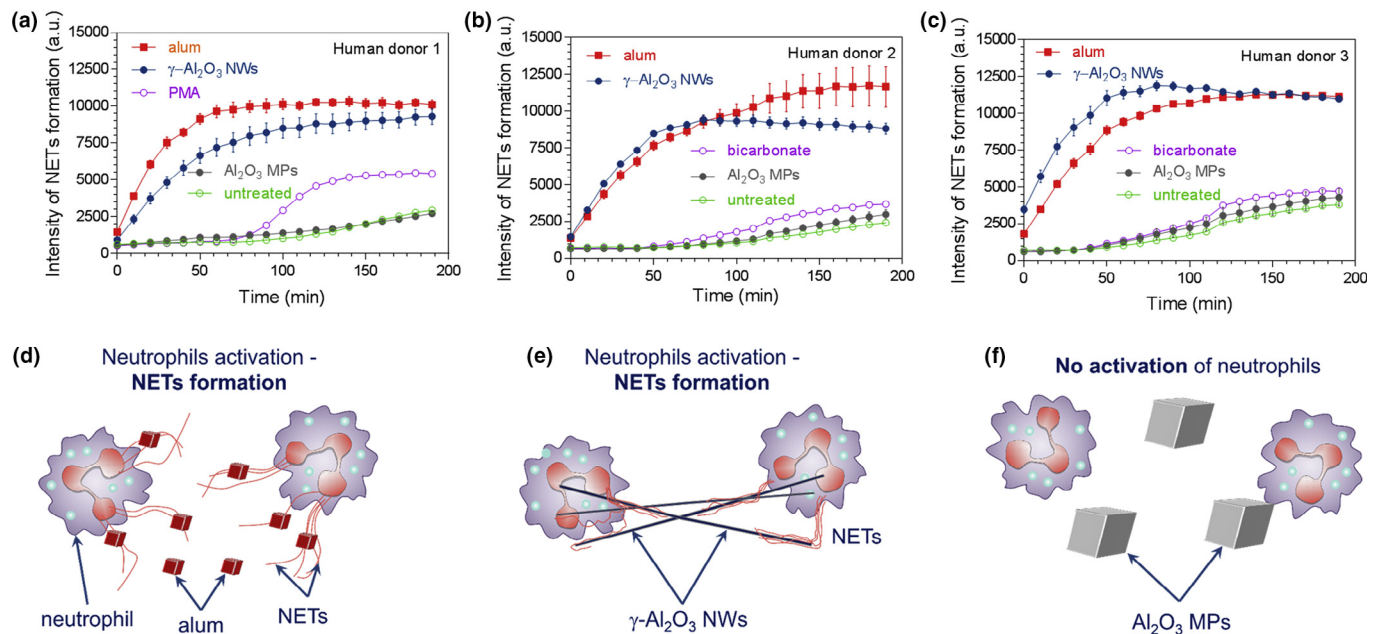 (a)
15000
12500
10000
7500
5000
2500
0
Intensity of NETs formation (a.u.)
alum
γ-Al₂O₃ NWs
PMA
Human donor 1
Al₂O₃ MPs
untreated
0 50 100 150 200
Time (min)
(b)
15000
12500
10000
7500
5000
2500
0
Intensity of NETs formation (a.u.)
alum
γ-Al₂O₃ NWs
Human donor 2
bicarbonate
Al₂O₃ MPs
untreated
0 50 100 150 200
Time (min)
(c)
15000
12500
10000
7500
5000
2500
0
Intensity of NETs formation (a.u.)
alum
γ-Al₂O₃ NWs
Human donor 3
bicarbonate
Al₂O₃ MPs
untreated
0 50 100 150 200
Time (min)
(d)
Neutrophils activation -
NETs formation
neutrophil
alum
NETs
(e)
Neutrophils activation -
NETs formation
NETs
γ-Al₂O₃ NWs
(f)
No activation of neutrophils
Al₂O₃ MPs